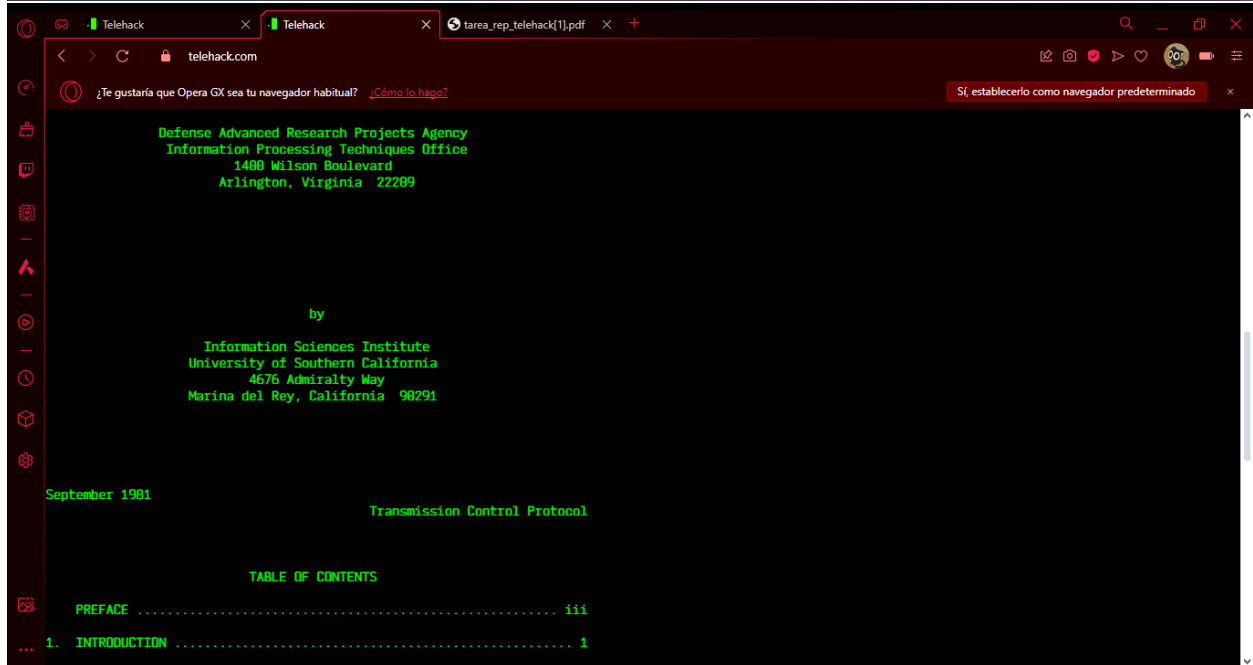 Telehack
Telehack
tarea_rep_telehack[1].pdf
telehack.com
¿Te gustaría que Opera GX sea tu navegador habitual? ¿Cómo lo hago?
Sí, establecerlo como navegador predeterminado
Defense Advanced Research Projects Agency
Information Processing Techniques Office
1400 Wilson Boulevard
Arlington, Virginia 22209
by
Information Sciences Institute
University of Southern California
4676 Admiralty Way
Marina del Rey, California 90291
September 1981
Transmission Control Protocol
TABLE OF CONTENTS
PREFACE ........................................................ iii
1. INTRODUCTION ..................................................... 1